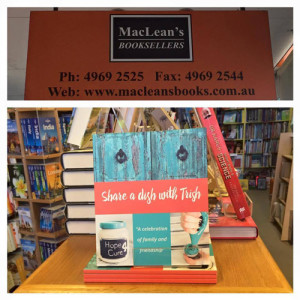 MacLean's
BOOKSELLERS
Ph: 4969 2525 Fax: 4969 2544
Web: www.macleansbooks.com.au
Share a dish with Trish
"A celebration
of family and
friendship"
Hope
Cure